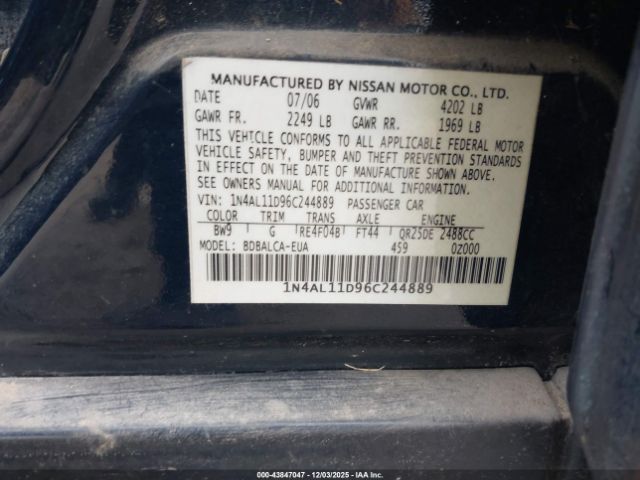 MANUFACTURED BY NISSAN MOTOR CO., LTD.
DATE 07/06 GVWR 4202 LB
GAWR FR. 2249 LB GAWR RR. 1969 LB
THIS VEHICLE CONFORMS TO ALL APPLICABLE FEDERAL MOTOR
VEHICLE SAFETY, BUMPER AND THEFT PREVENTION STANDARDS
IN EFFECT ON THE DATE OF MANUFACTURE SHOWN ABOVE.
SEE OWNERS MANUAL FOR ADDITIONAL INFORMATION.
VIN: 1N4AL11D96C244889 PASSENGER CAR
COLOR TRIM TRANS AXLE ENGINE
BW9 G RE4F04B FT44 QR25DE 2488CC
MODEL: BDBALCA-EUA 459 0Z000
1N4AL11D96C244889
000-43847047 - 12/03/2025 - IAAI.COM